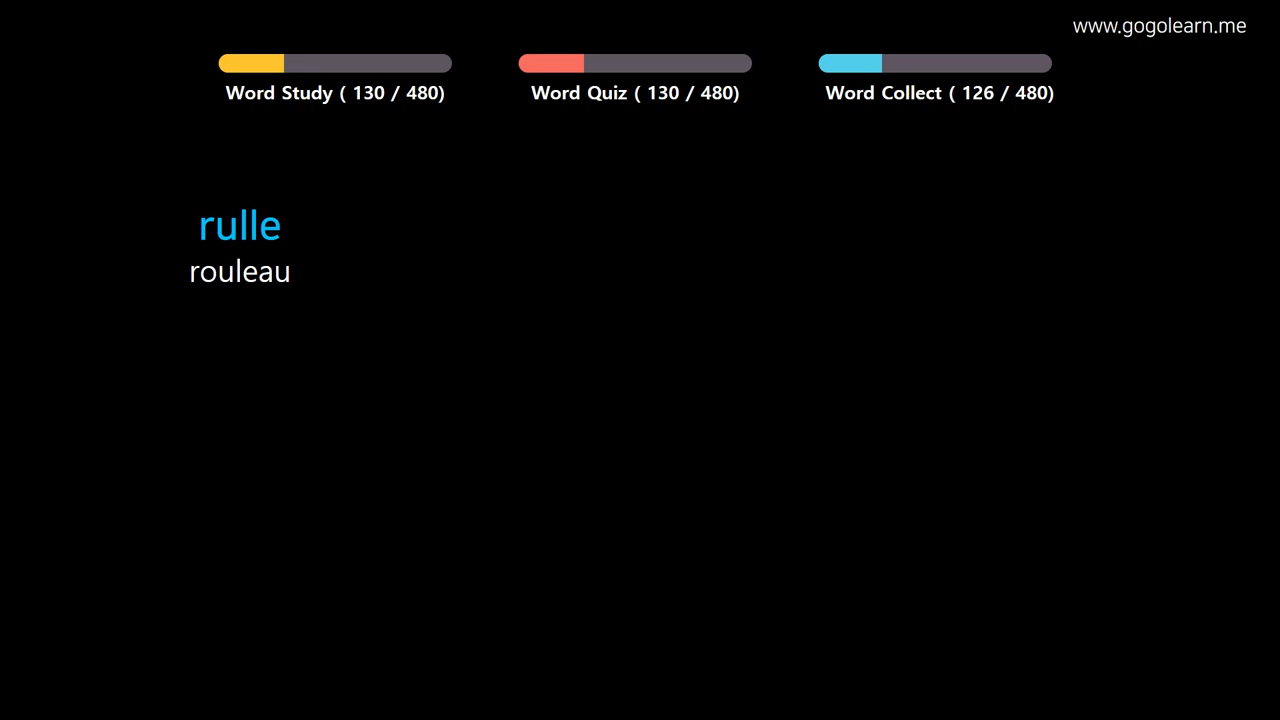 www.gogolearn.me
Word Study ( 130 / 480)
Word Quiz ( 130 / 480)
Word Collect ( 126 / 480)
rulle
rouleau